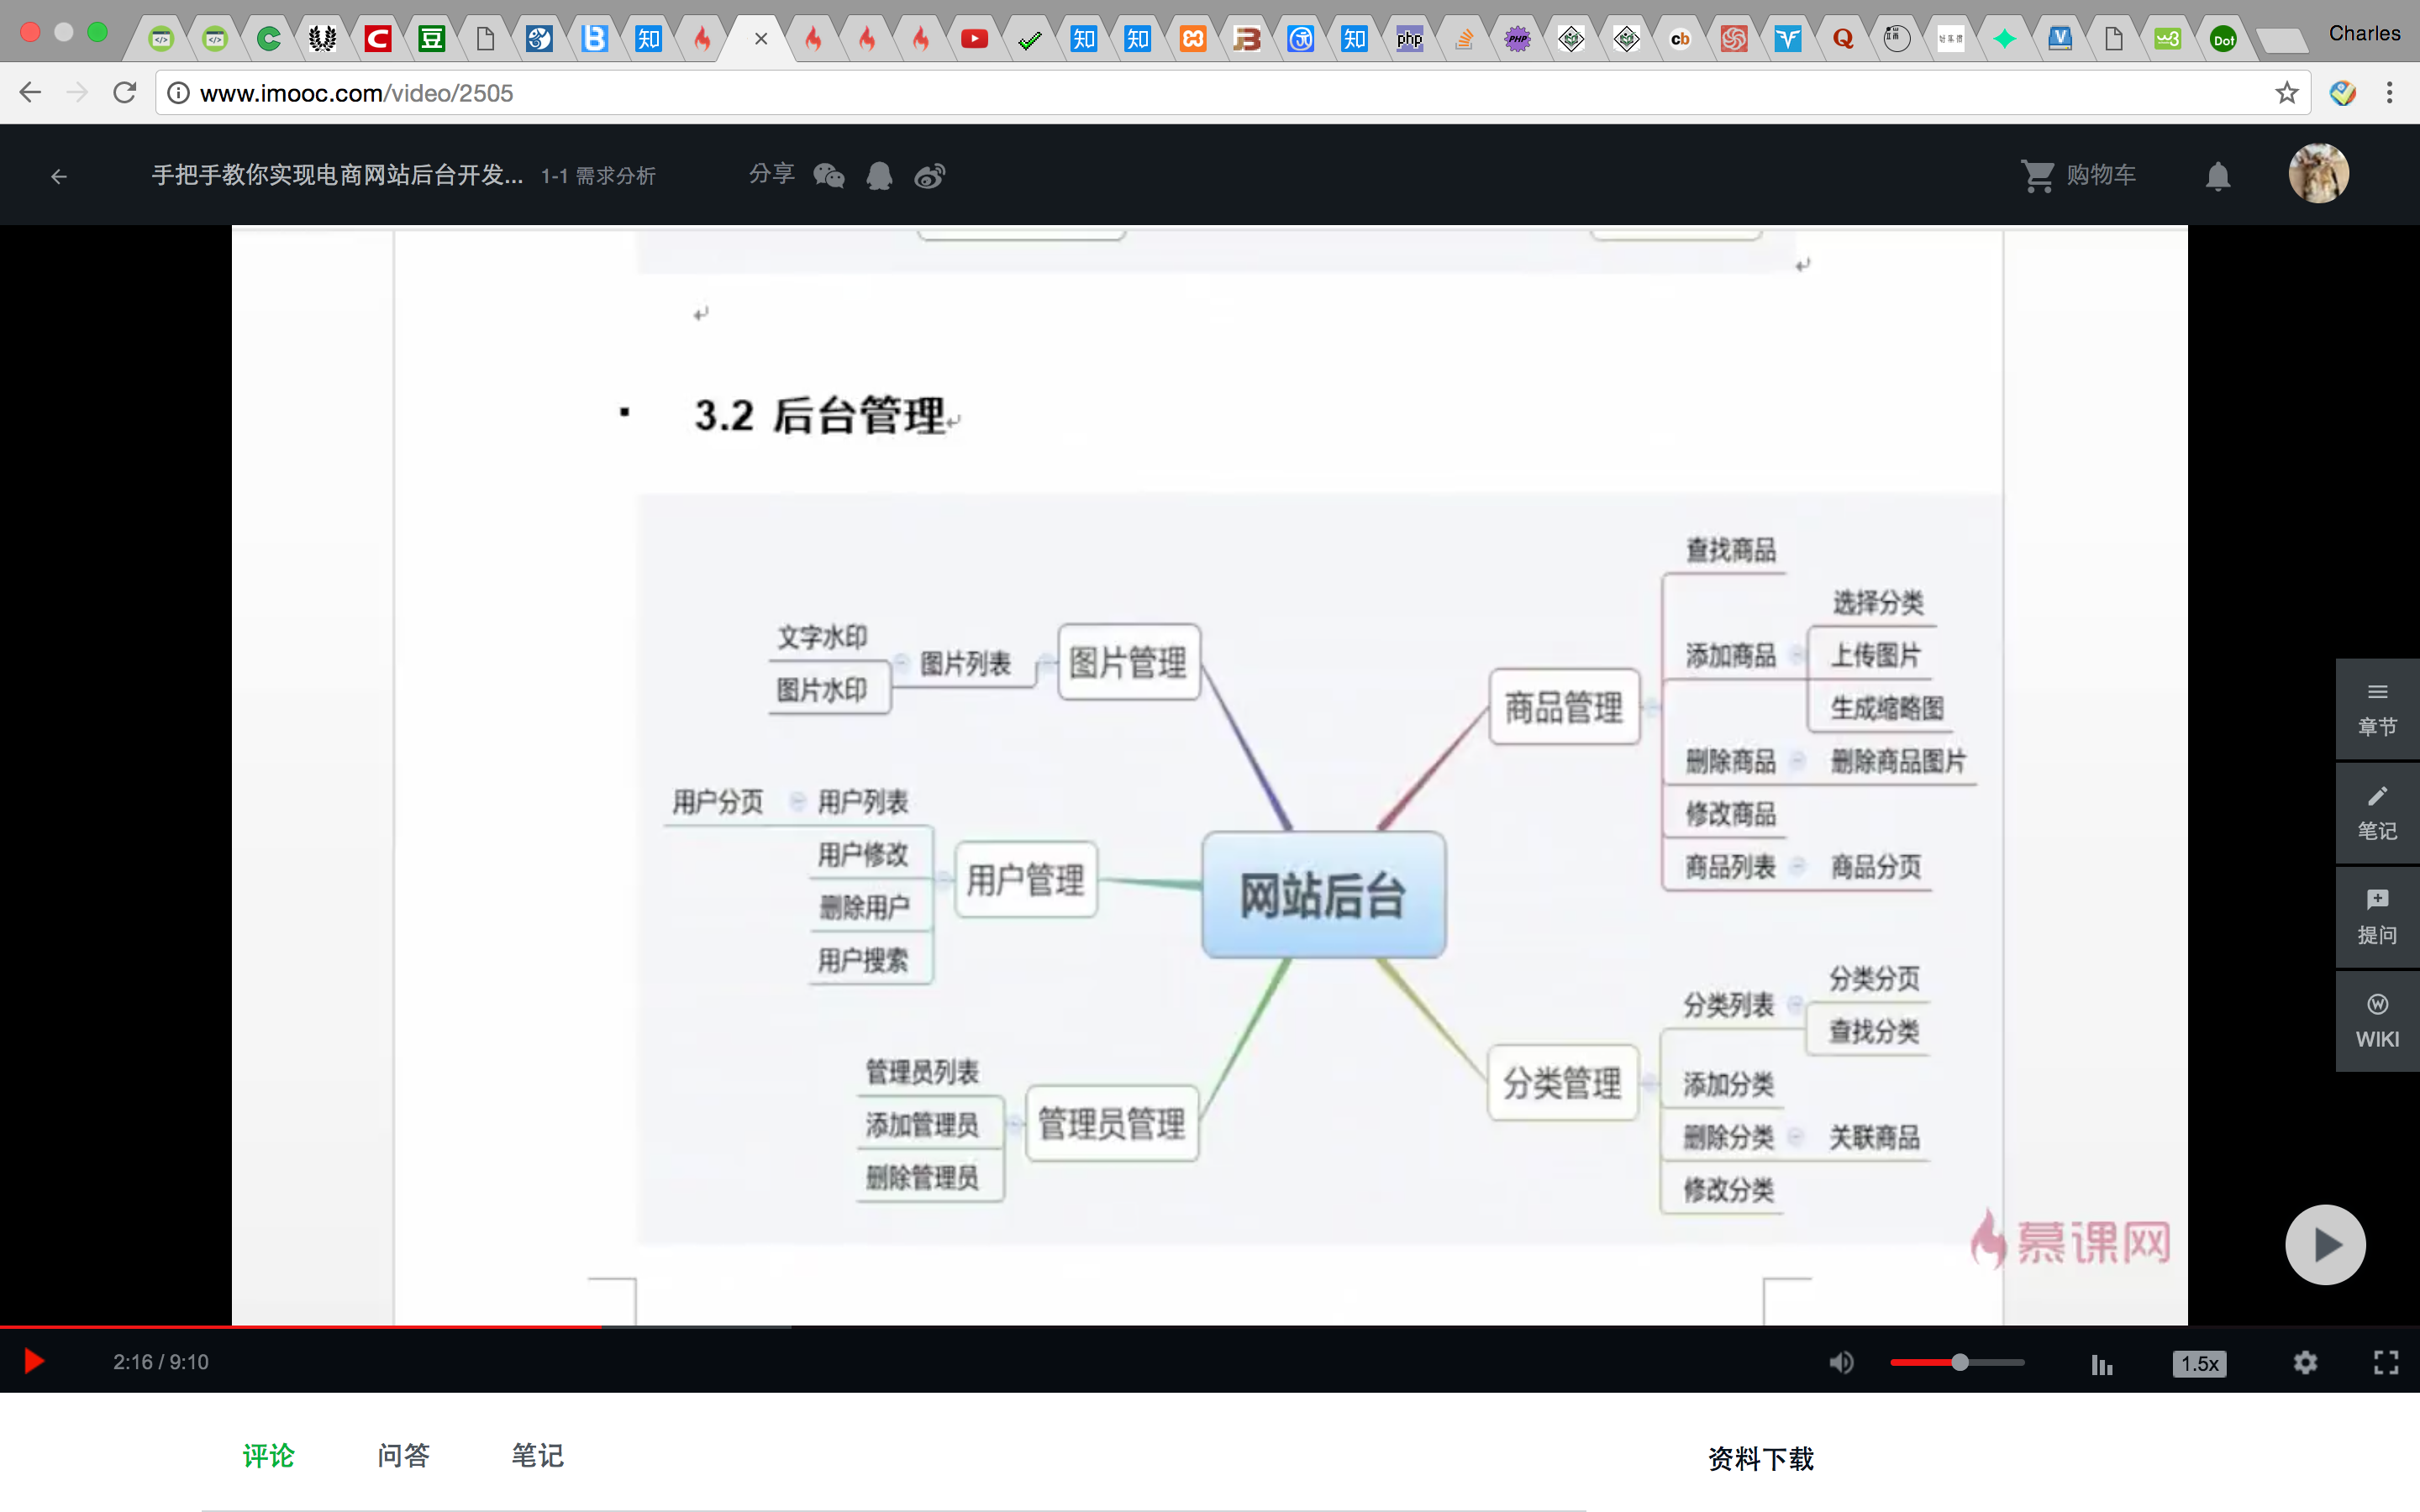 Charles
www.imooc.com/video/2505
手把手教你实现电商网站后台开发... 1-1 需求分析 分享 购物车
3.2 后台管理
网站后台
图片管理
图片列表
文字水印
图片水印
用户管理
用户列表
用户分页
用户修改
删除用户
用户搜索
管理员管理
管理员列表
添加管理员
删除管理员
商品管理
查找商品
添加商品
选择分类
上传图片
生成缩略图
删除商品
删除商品图片
修改商品
商品列表
商品分页
分类管理
分类列表
分类分页
查找分类
添加分类
删除分类
关联商品
修改分类
慕课网
章节
笔记
提问
WIKI
2:16 / 9:10
1.5x
评论 问答 笔记 资料下载